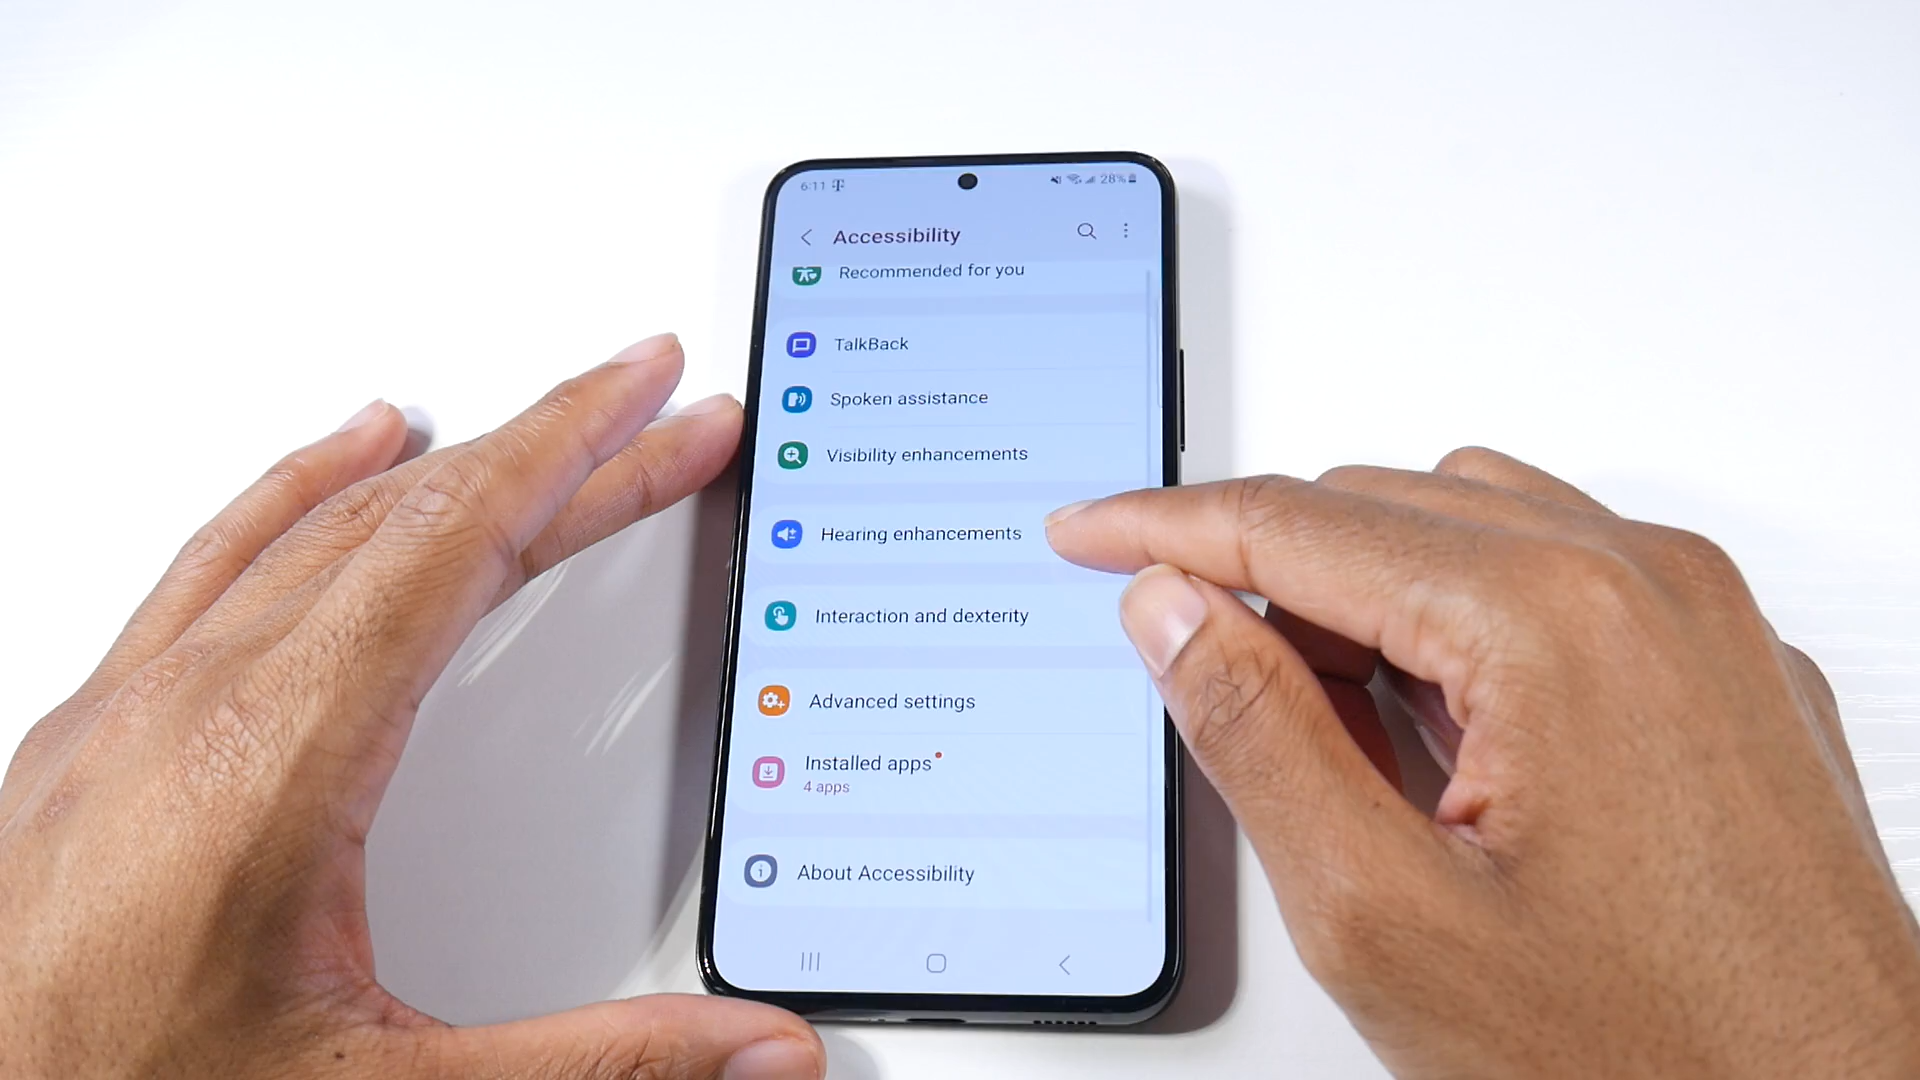 6:11 T 28%
Accessibility
Recommended for you
TalkBack
Spoken assistance
Visibility enhancements
Hearing enhancements
Interaction and dexterity
Advanced settings
Installed apps
4 apps
About Accessibility